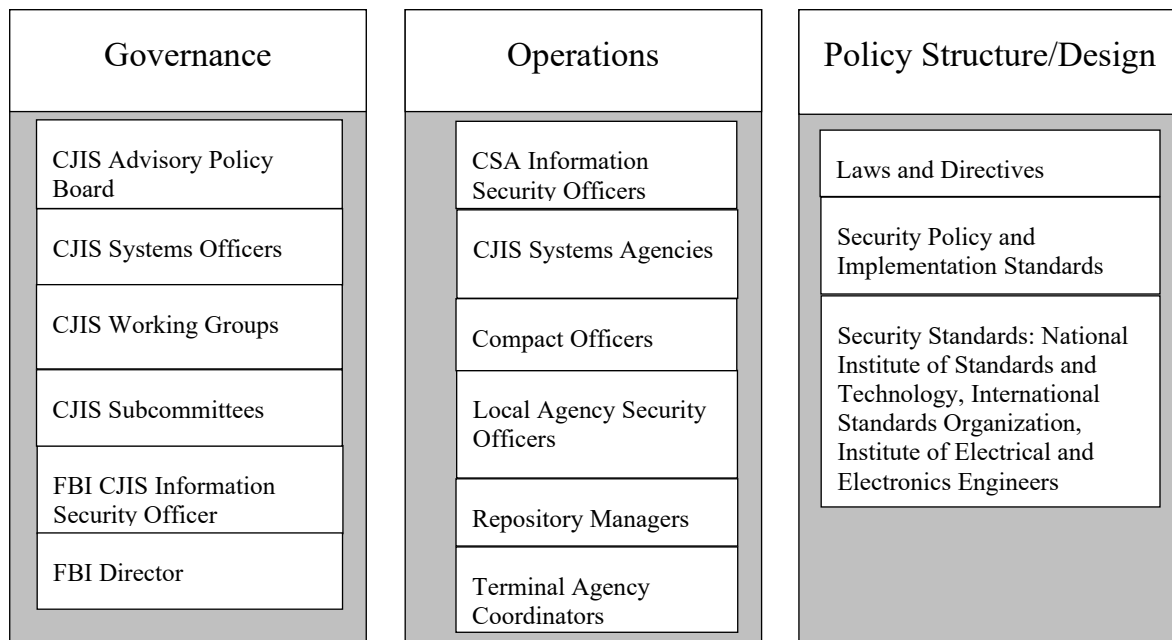 Governance
CJIS Advisory Policy
Board
CJIS Systems Officers
CJIS Working Groups
CJIS Subcommittees
FBI CJIS Information
Security Officer
FBI Director
Operations
CSA Information
Security Officers
CJIS Systems Agencies
Compact Officers
Local Agency Security
Officers
Repository Managers
Terminal Agency
Coordinators
Policy Structure/Design
Laws and Directives
Security Policy and
Implementation Standards
Security Standards: National
Institute of Standards and
Technology, International
Standards Organization,
Institute of Electrical and
Electronics Engineers